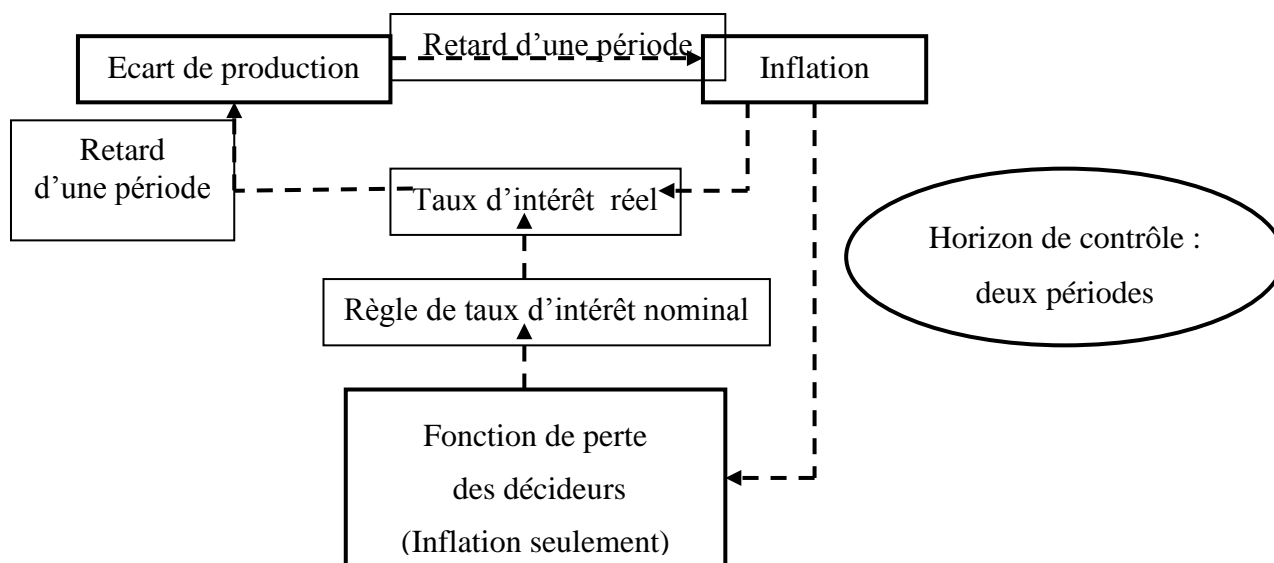 Retard d’une période
Ecart de production
Inflation
Retard
d’une période
Taux d’intérêt  réel
Horizon de contrôle :
deux périodes
Règle de taux d’intérêt nominal
Fonction de perte
des décideurs
(Inflation seulement)